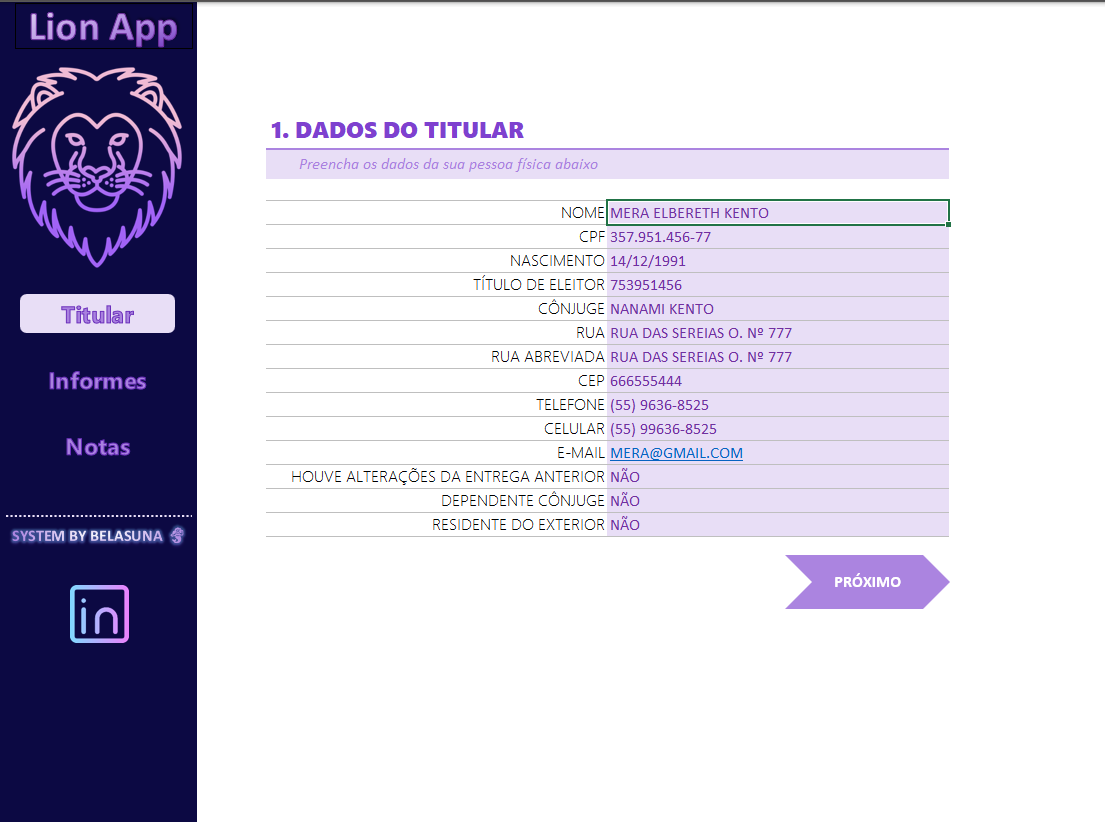 Lion App
Titular
Informes
Notas
SYSTEM BY BELASUNA
in
1. DADOS DO TITULAR
Preencha os dados da sua pessoa física abaixo
NOME MERA ELBERETH KENTO
CPF 357.951.456-77
NASCIMENTO 14/12/1991
TÍTULO DE ELEITOR 753951456
CÔNJUGE NANAMI KENTO
RUA RUA DAS SEREIAS O. Nº 777
RUA ABREVIADA RUA DAS SEREIAS O. Nº 777
CEP 666555444
TELEFONE (55) 9636-8525
CELULAR (55) 99636-8525
E-MAIL MERA@GMAIL.COM
HOUVE ALTERAÇÕES DA ENTREGA ANTERIOR NÃO
DEPENDENTE CÔNJUGE NÃO
RESIDENTE DO EXTERIOR NÃO
PRÓXIMO